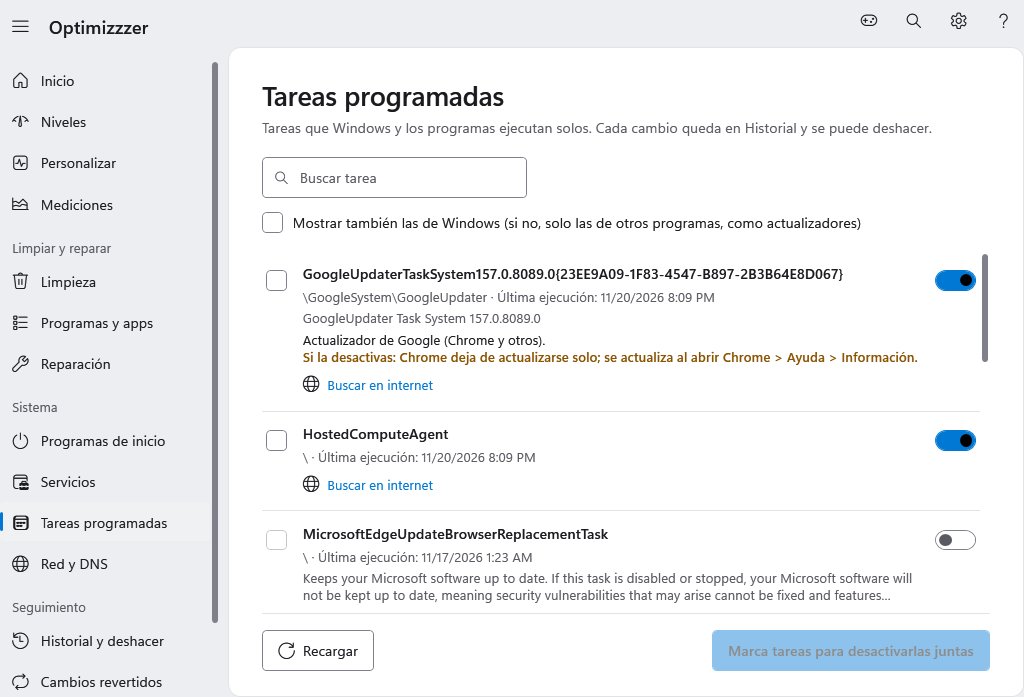 Optimizzzer
Inicio
Niveles
Personalizar
Mediciones
Limpiar y reparar
Limpieza
Programas y apps
Reparación
Sistema
Programas de inicio
Servicios
Tareas programadas
Red y DNS
Seguimiento
Historial y deshacer
Cambios revertidos
Tareas programadas
Tareas que Windows y los programas ejecutan solos. Cada cambio queda en Historial y se puede deshacer.
Buscar tarea
Mostrar también las de Windows (si no, solo las de otros programas, como actualizadores)
GoogleUpdaterTaskSystem157.0.8089.0{23EE9A09-1F83-4547-B897-2B3B64E8D067}
\GoogleSystem\GoogleUpdater · Última ejecución: 11/20/2026 8:09 PM
GoogleUpdater Task System 157.0.8089.0
Actualizador de Google (Chrome y otros).
Si la desactivas: Chrome deja de actualizarse solo; se actualiza al abrir Chrome > Ayuda > Información.
Buscar en internet
HostedComputeAgent
\ · Última ejecución: 11/20/2026 8:09 PM
Buscar en internet
MicrosoftEdgeUpdateBrowserReplacementTask
\ · Última ejecución: 11/17/2026 1:23 AM
Keeps your Microsoft software up to date. If this task is disabled or stopped, your Microsoft software will
not be kept up to date, meaning security vulnerabilities that may arise cannot be fixed and features...
Recargar
Marca tareas para desactivarlas juntas